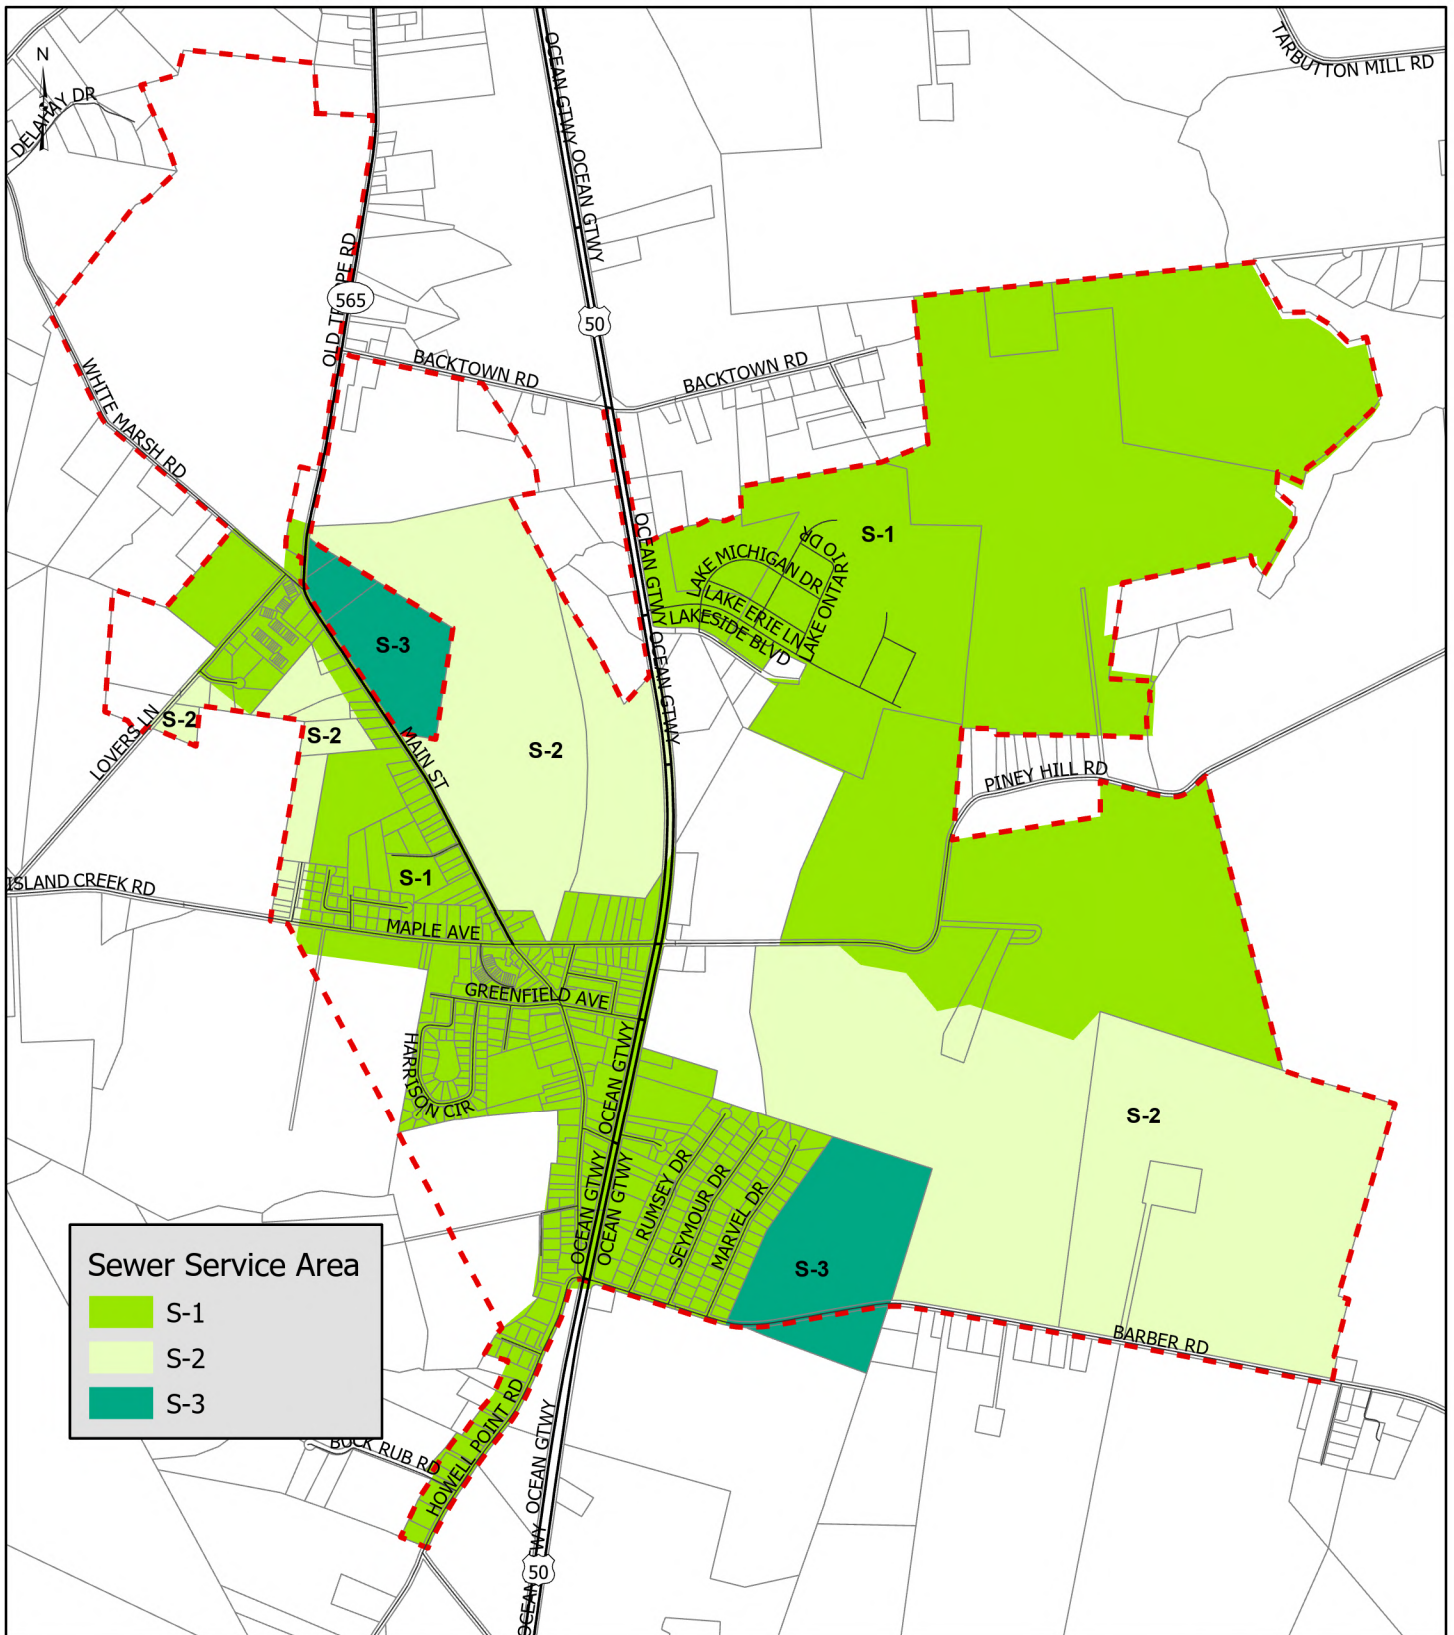 TARBUTTON MILL RD
N
DELAHAY DR
OCEAN GTWY
OCEAN GTWY
565
50
OLD TRAPPE RD
BACKTOWN RD
BACKTOWN RD
WHITE MARSH RD
S-1
OCEAN GTWY
LAKE MICHIGAN DR
LAKE ONTARIO DR
LAKE ERIE LN
LAKESIDE BLVD
S-3
OCEAN GTWY
S-2
S-2
S-2
LOVERS LN
MAIN ST
PINEY HILL RD
S-1
ISLAND CREEK RD
MAPLE AVE
GREENFIELD AVE
HARRISON CIR
OCEAN GTWY
S-2
OCEAN GTWY
OCEAN GTWY
RUMSEY DR
SEYMOUR DR
MARVEL DR
S-3
BARBER RD
Sewer Service Area
S-1
S-2
S-3
BUCK RUB RD
HOWELL POINT RD
OCEAN GTWY
50
OCEAN GTWY